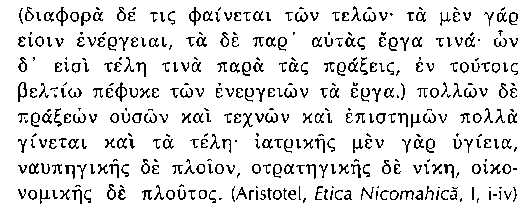 (διαφορὰ δέ τις φαίνεται τῶν τελῶν· τὰ μὲν γάρ
εἰσιν ἐνέργειαι, τὰ δὲ παρ᾽ αὐτὰς ἔργα τινά· ὧν
δ᾽ εἰσὶ τέλη τινὰ παρὰ τὰς πράξεις, ἐν τούτοις
βελτίω πέφυκε τῶν ἐνεργειῶν τὰ ἔργα.) πολλῶν δὲ
πράξεων οὐσῶν καὶ τεχνῶν καὶ ἐπιστημῶν πολλὰ
γίνεται καὶ τὰ τέλη· ἰατρικῆς μὲν γὰρ ὑγίεια,
ναυπηγικῆς δὲ πλοῖον, στρατηγικῆς δὲ νίκη, οἰκο-
νομικῆς δὲ πλοῦτος. (Aristotel, Etica Nicomahică, I, i-iv)